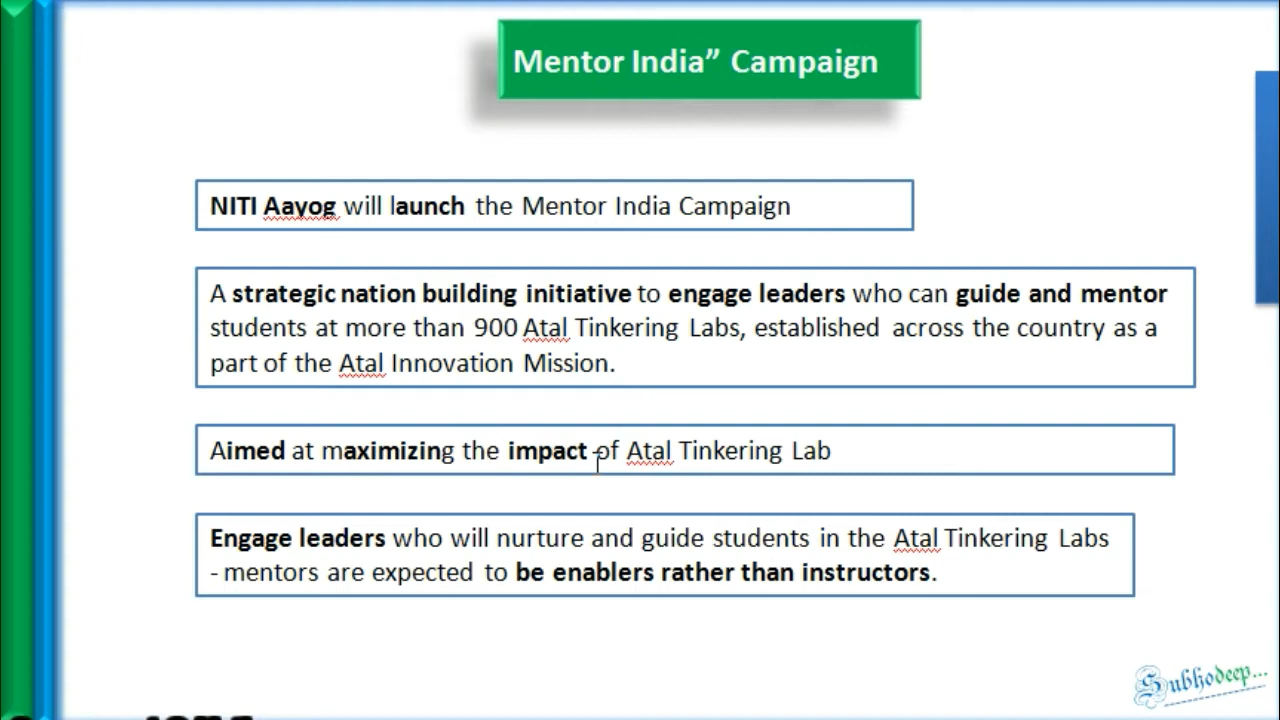 Mentor India” Campaign
NITI Aayog will launch the Mentor India Campaign
A strategic nation building initiative to engage leaders who can guide and mentor
students at more than 900 Atal Tinkering Labs, established across the country as a
part of the Atal Innovation Mission.
Aimed at maximizing the impact of Atal Tinkering Lab
Engage leaders who will nurture and guide students in the Atal Tinkering Labs
- mentors are expected to be enablers rather than instructors.
Subhodeep...